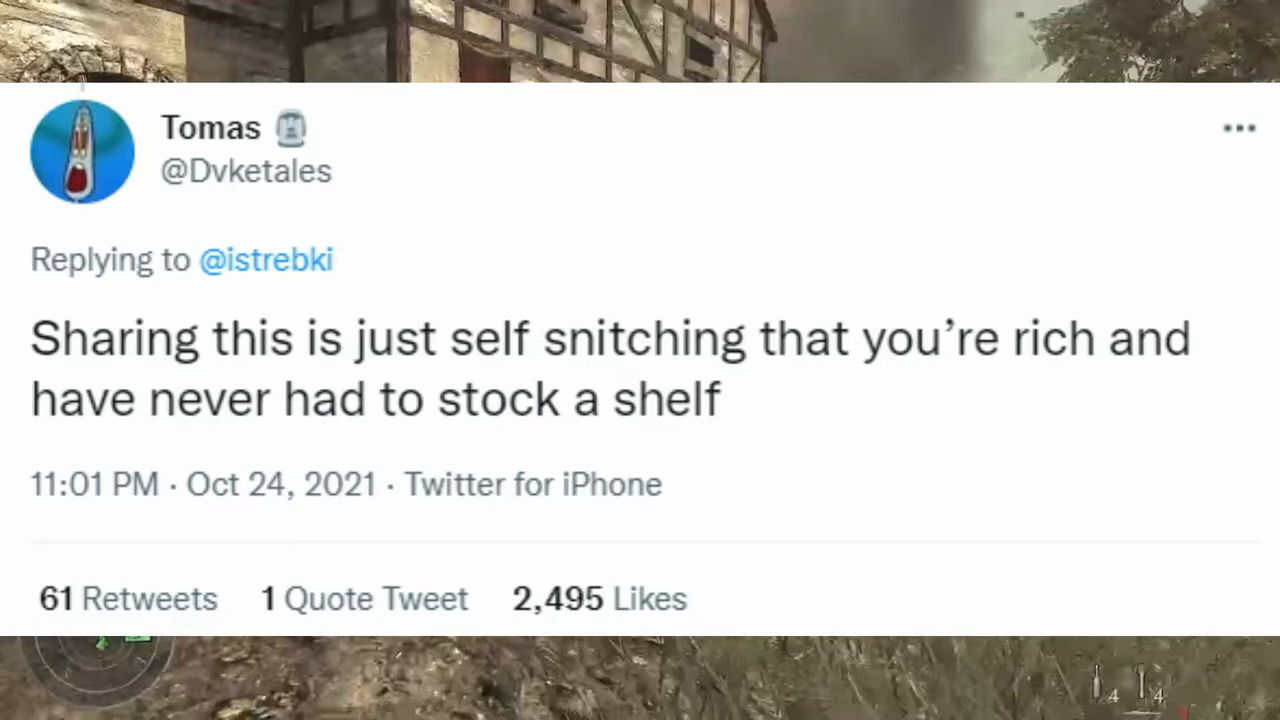 Tomas
@Dvketales
Replying to @istrebki
Sharing this is just self snitching that you’re rich and
have never had to stock a shelf
11:01 PM · Oct 24, 2021 · Twitter for iPhone
61 Retweets 1 Quote Tweet 2,495 Likes
4 4